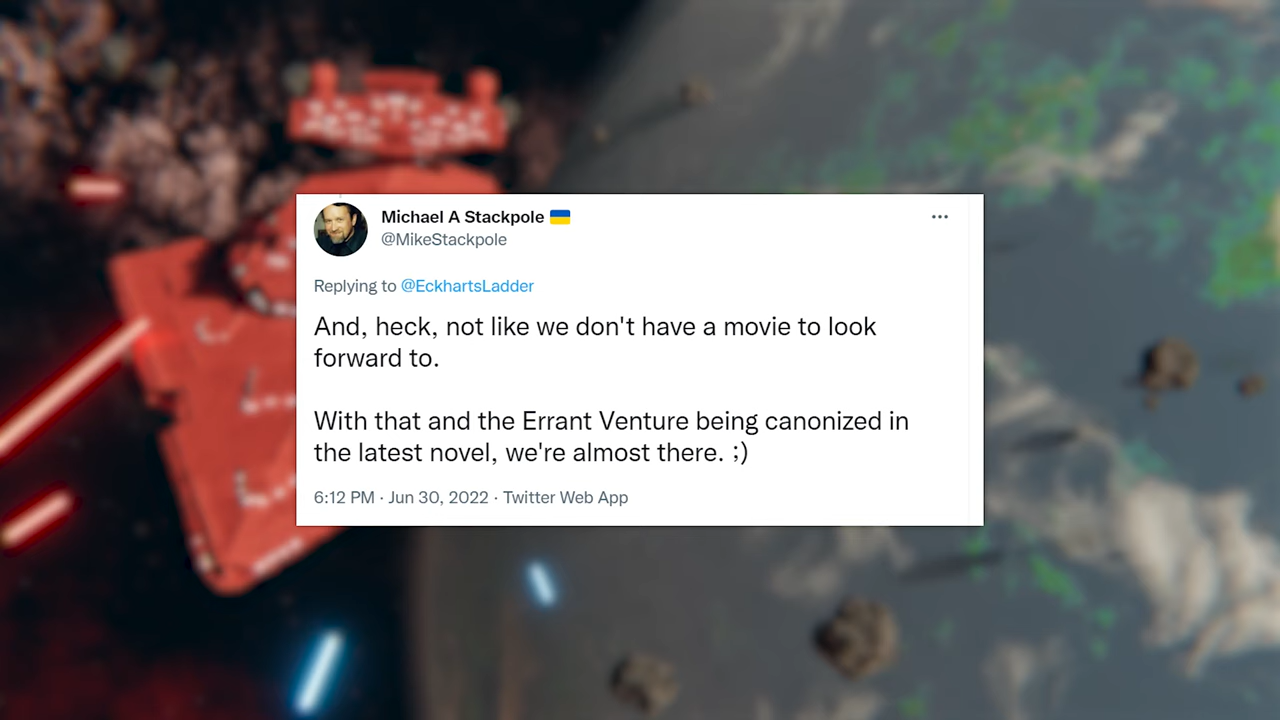 Michael A Stackpole 🇺🇦
@MikeStackpole
Replying to @EckhartsLadder
And, heck, not like we don't have a movie to look
forward to.
With that and the Errant Venture being canonized in
the latest novel, we're almost there. ;)
6:12 PM · Jun 30, 2022 · Twitter Web App